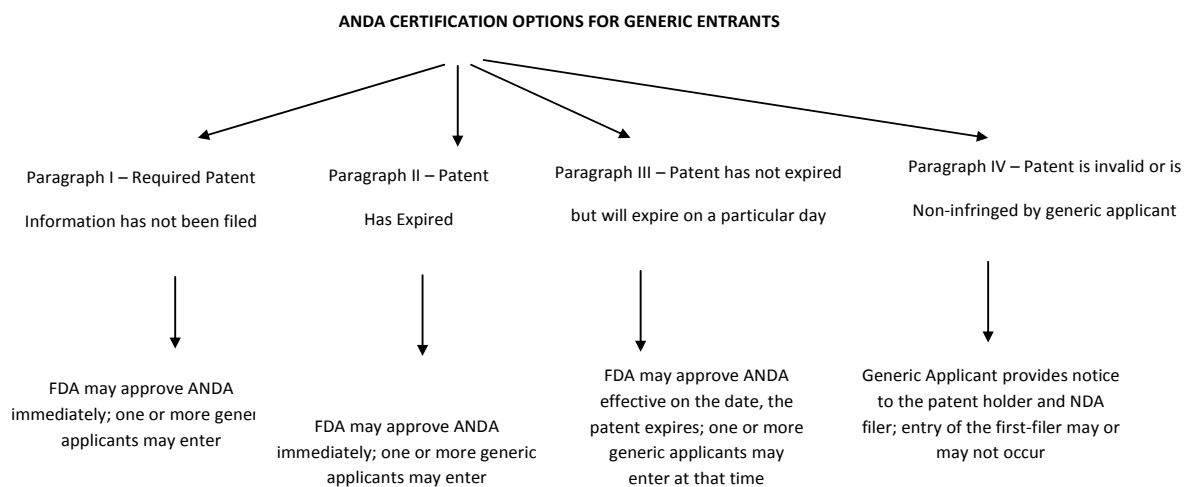 ANDA CERTIFICATION OPTIONS FOR GENERIC ENTRANTS
Paragraph I – Required Patent
Information has not been filed
Paragraph II – Patent
Has Expired
Paragraph III – Patent has not expired
but will expire on a particular day
Paragraph IV – Patent is invalid or is
Non-infringed by generic applicant
FDA may approve ANDA
immediately; one or more gener
applicants may enter
FDA may approve ANDA
immediately; one or more generic
applicants may enter
FDA may approve ANDA
effective on the date, the
patent expires; one or more
generic applicants may
enter at that time
Generic Applicant provides notice
to the patent holder and NDA
filer; entry of the first-filer may or
may not occur